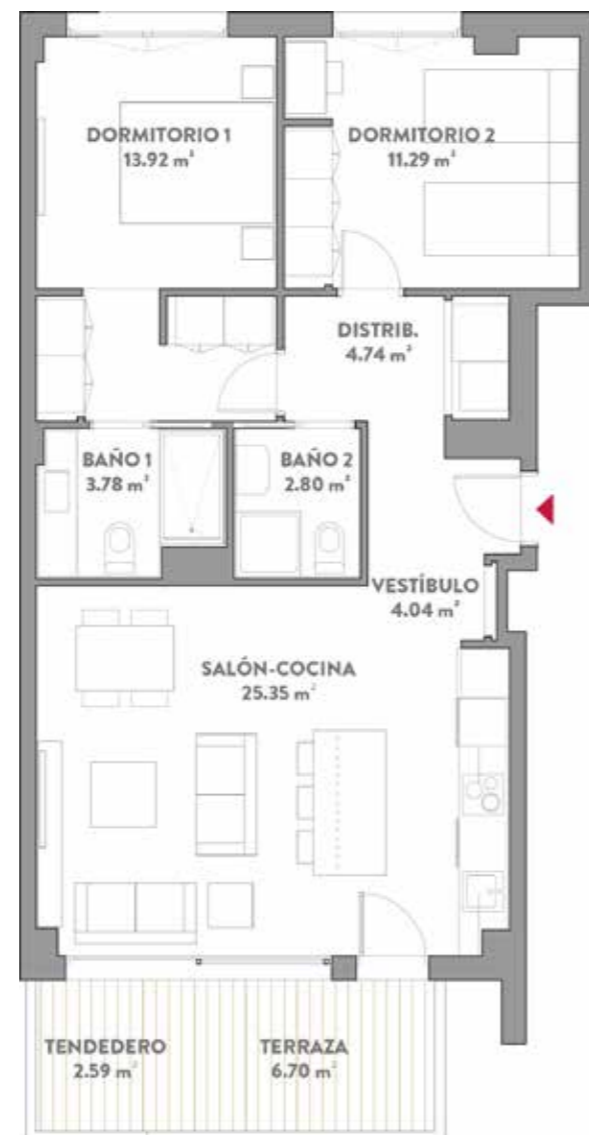 DORMITORIO 1
13.92 m²
DORMITORIO 2
11.29 m²
DISTRIB.
4.74 m²
BAÑO 1
3.78 m²
BAÑO 2
2.80 m²
VESTÍBULO
4.04 m²
SALÓN-COCINA
25.35 m²
TENDEDERO
2.59 m²
TERRAZA
6.70 m²